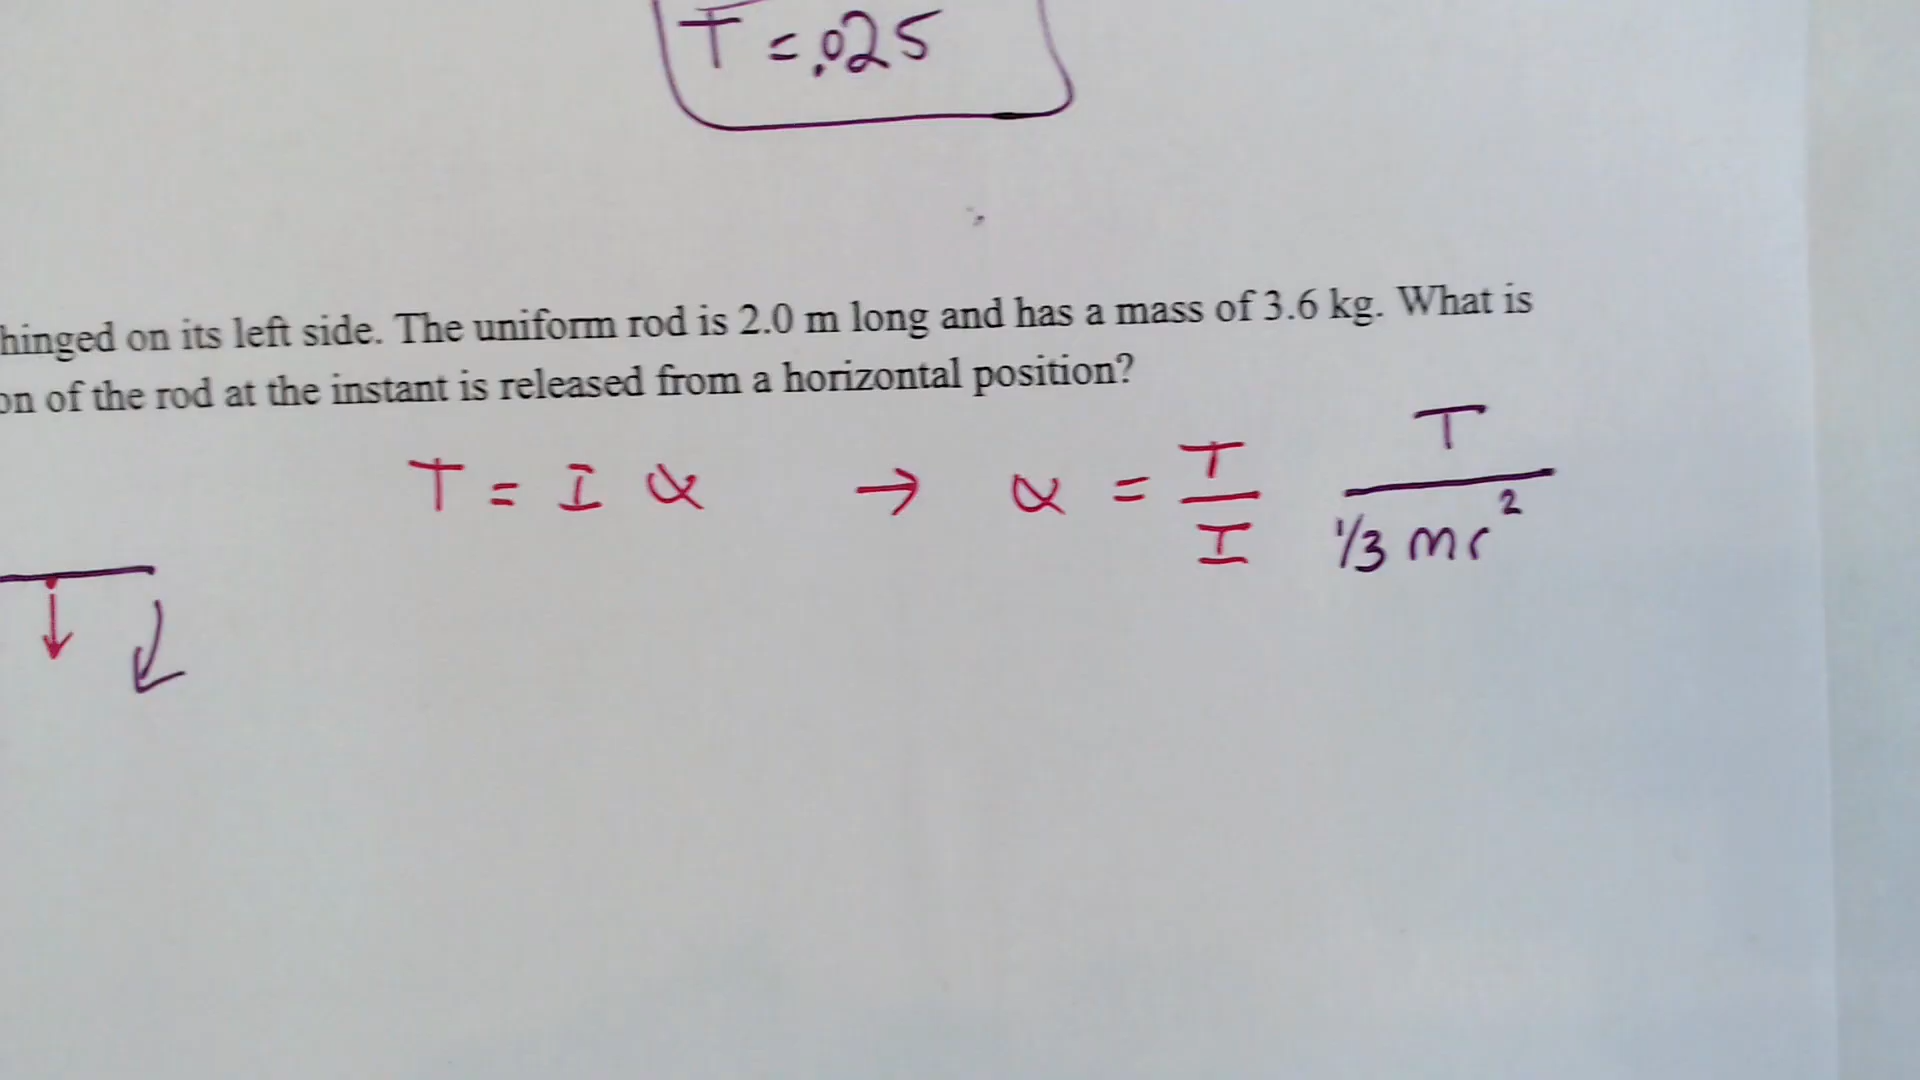 T = .025
hinged on its left side. The uniform rod is 2.0 m long and has a mass of 3.6 kg. What is
on of the rod at the instant is released from a horizontal position?
T = I α → α = T/I T/(1/3 mr²)